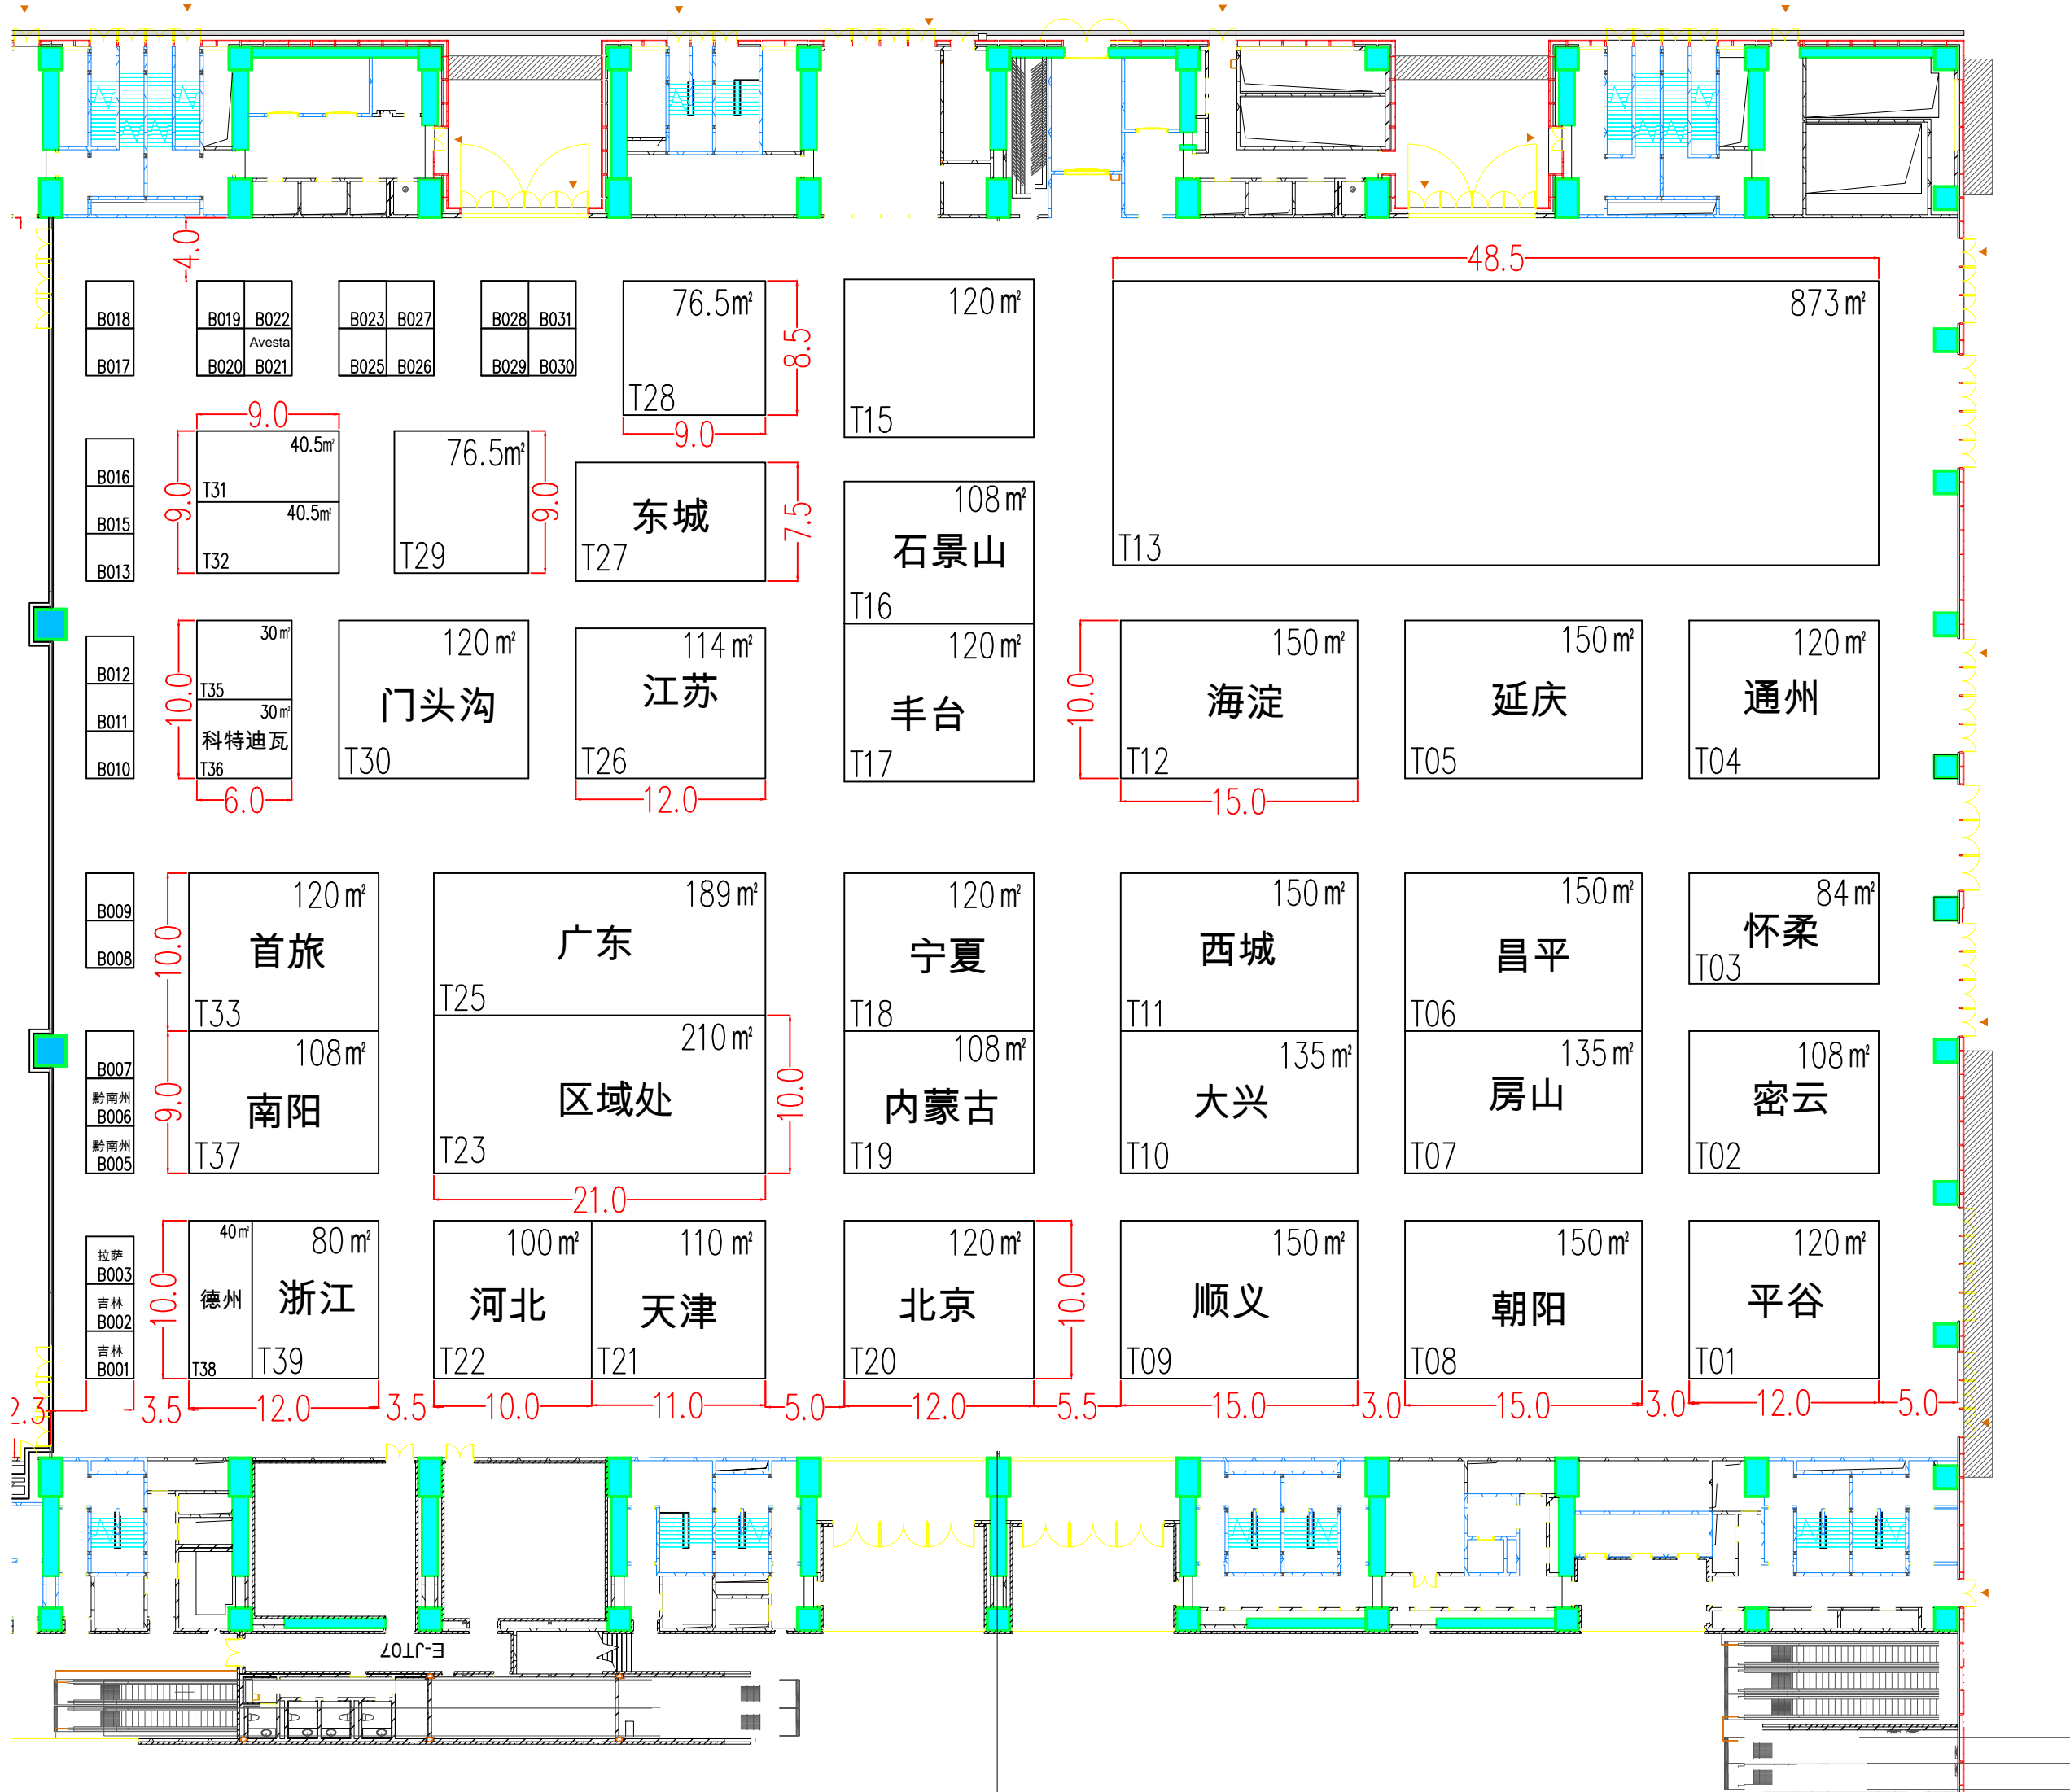 4.0
48.5
B018
B017
B019 B022
Avesta
B020 B021
B023 B027
B025 B026
B028 B031
B029 B030
76.5㎡
T28
8.5
9.0
120㎡
T15
873㎡
T13
B016
B015
B013
9.0
9.0
40.5㎡
T31
40.5㎡
T32
76.5㎡
T29
9.0
东城
T27
7.5
108㎡
石景山
T16
B012
B011
B010
10.0
30㎡
T35
30㎡
科特迪瓦
T36
6.0
120㎡
门头沟
T30
114㎡
江苏
T26
12.0
120㎡
丰台
T17
10.0
150㎡
海淀
T12
15.0
150㎡
延庆
T05
120㎡
通州
T04
B009
B008
10.0
120㎡
首旅
T33
189㎡
广东
T25
120㎡
宁夏
T18
150㎡
西城
T11
150㎡
昌平
T06
84㎡
怀柔
T03
B007
黔南州
B006
黔南州
B005
9.0
108㎡
南阳
T37
210㎡
区域处
T23
10.0
21.0
108㎡
内蒙古
T19
135㎡
大兴
T10
135㎡
房山
T07
108㎡
密云
T02
拉萨
B003
吉林
B002
吉林
B001
10.0
40㎡
德州
T38
80㎡
浙江
T39
100㎡
河北
T22
110㎡
天津
T21
120㎡
北京
T20
10.0
150㎡
顺义
T09
150㎡
朝阳
T08
120㎡
平谷
T01
2.3 3.5 12.0 3.5 10.0 11.0 5.0 12.0 5.5 15.0 3.0 15.0 3.0 12.0 5.0
E-JT07